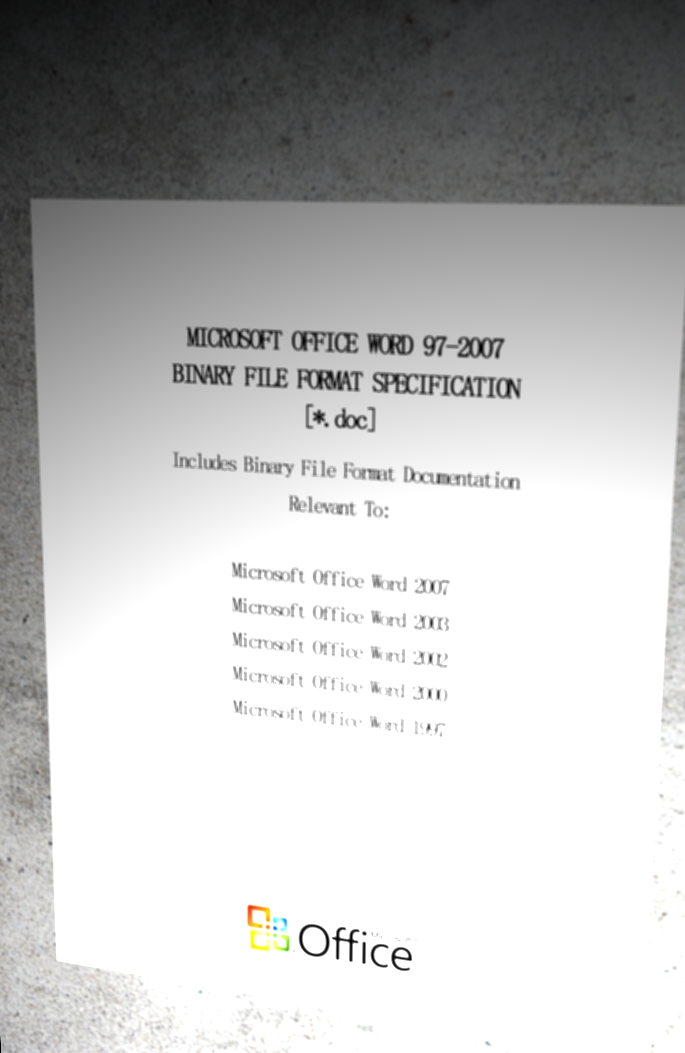 MICROSOFT OFFICE WORD 97-2007
BINARY FILE FORMAT SPECIFICATION
[*.doc]
Includes Binary File Format Documentation
Relevant To:
Microsoft Office Word 2007
Microsoft Office Word 2003
Microsoft Office Word 2002
Microsoft Office Word 2000
Microsoft Office Word 1997
Office